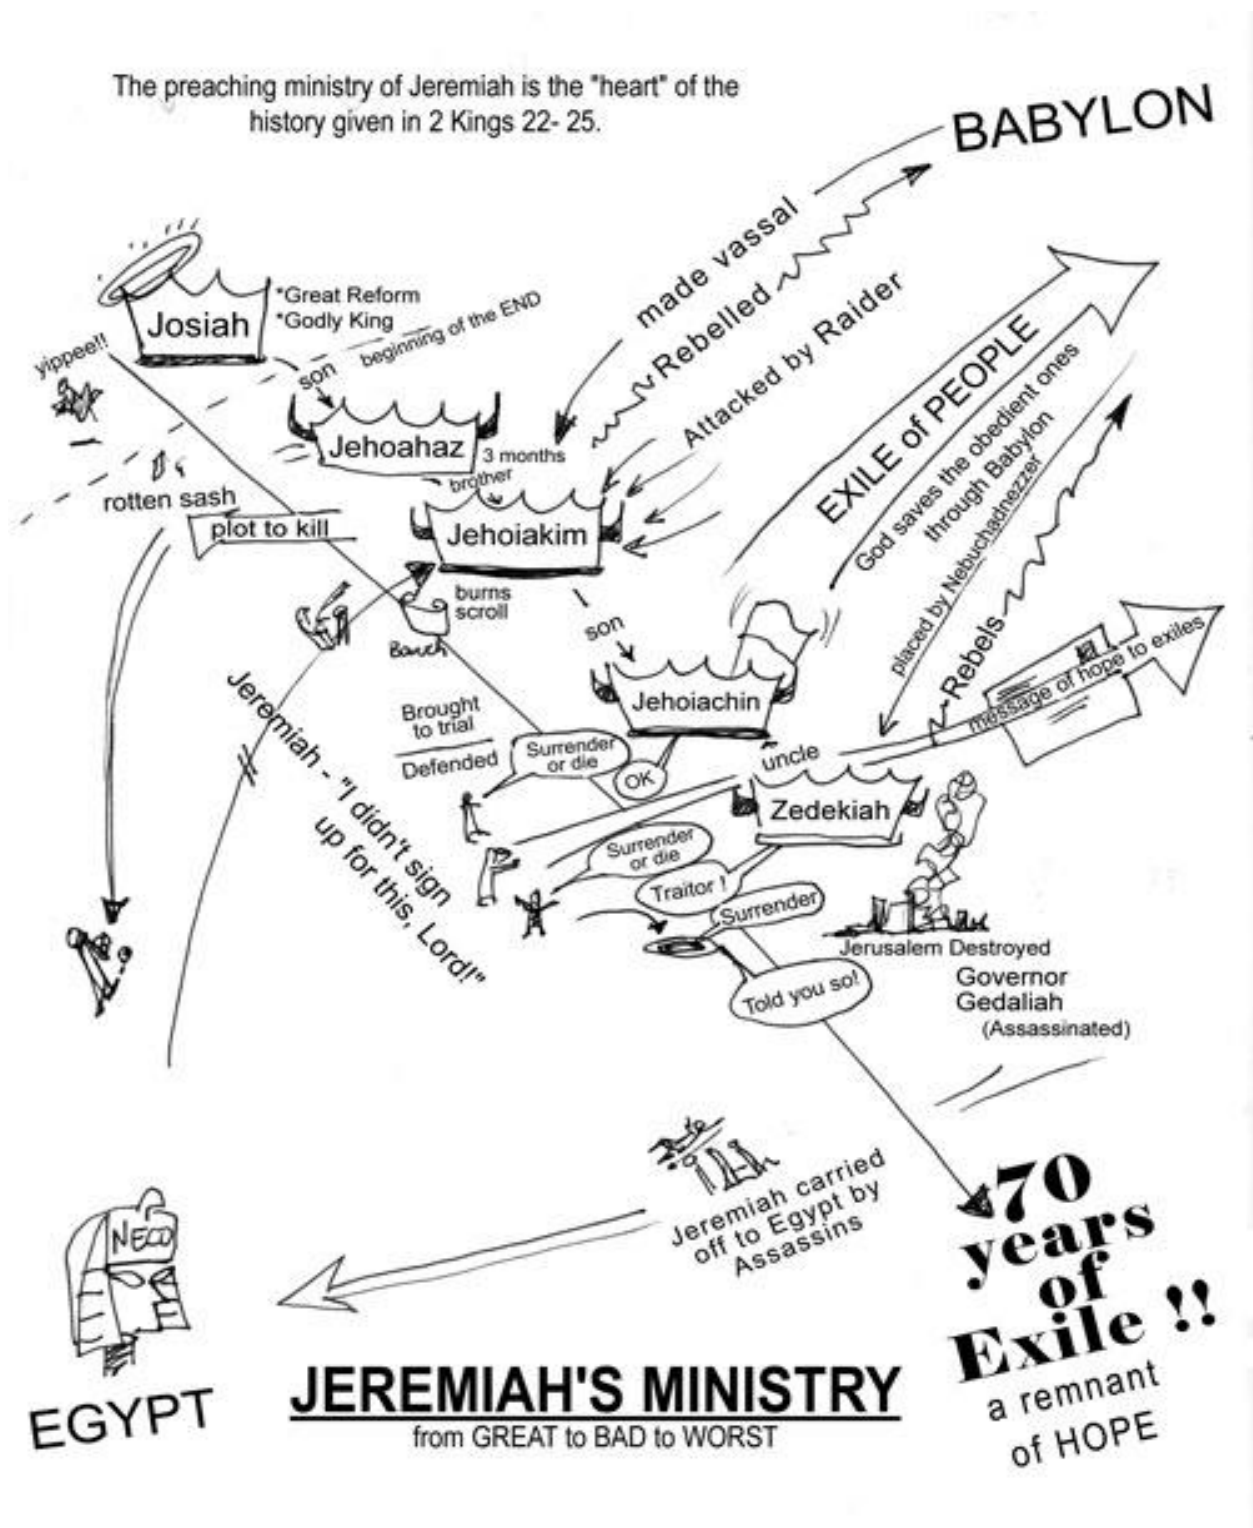 The preaching ministry of Jeremiah is the "heart" of the
history given in 2 Kings 22- 25.
BABYLON
made vassal
Rebelled
Attacked by Raider
Josiah
*Great Reform
*Godly King
beginning of the END
yippee!!
son
Jehoahaz
3 months
brother
rotten sash
plot to kill
Jehoiakim
burns
scroll
son
EXILE of PEOPLE
God saves the obedient ones
through Babylon
placed by Nebuchadnezzer
Rebels
message of hope to exiles
Jeremiah - "I didn't sign
up for this, Lord!"
Brought
to trial
Defended
Jehoiachin
Surrender
or die
OK
uncle
Zedekiah
Surrender
or die
Traitor !
Surrender
Told you so!
Jerusalem Destroyed
Governor
Gedaliah
(Assassinated)
Jeremiah carried
off to Egypt by
Assassins
NECO
EGYPT
70
years
of
Exile !!
a remnant
of HOPE
JEREMIAH'S MINISTRY
from GREAT to BAD to WORST